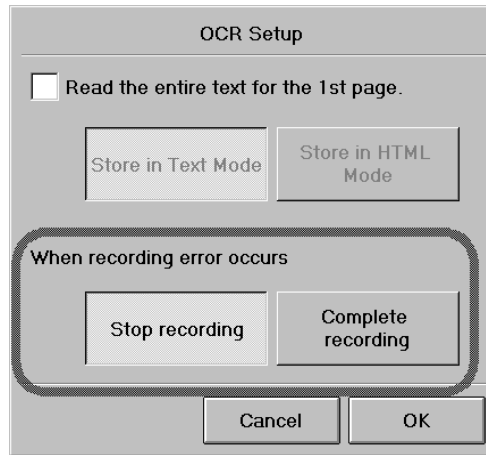 OCR Setup
Read the entire text for the 1st page.
Store in Text Mode
Store in HTML
Mode
When recording error occurs
Stop recording
Complete
recording
Cancel
OK